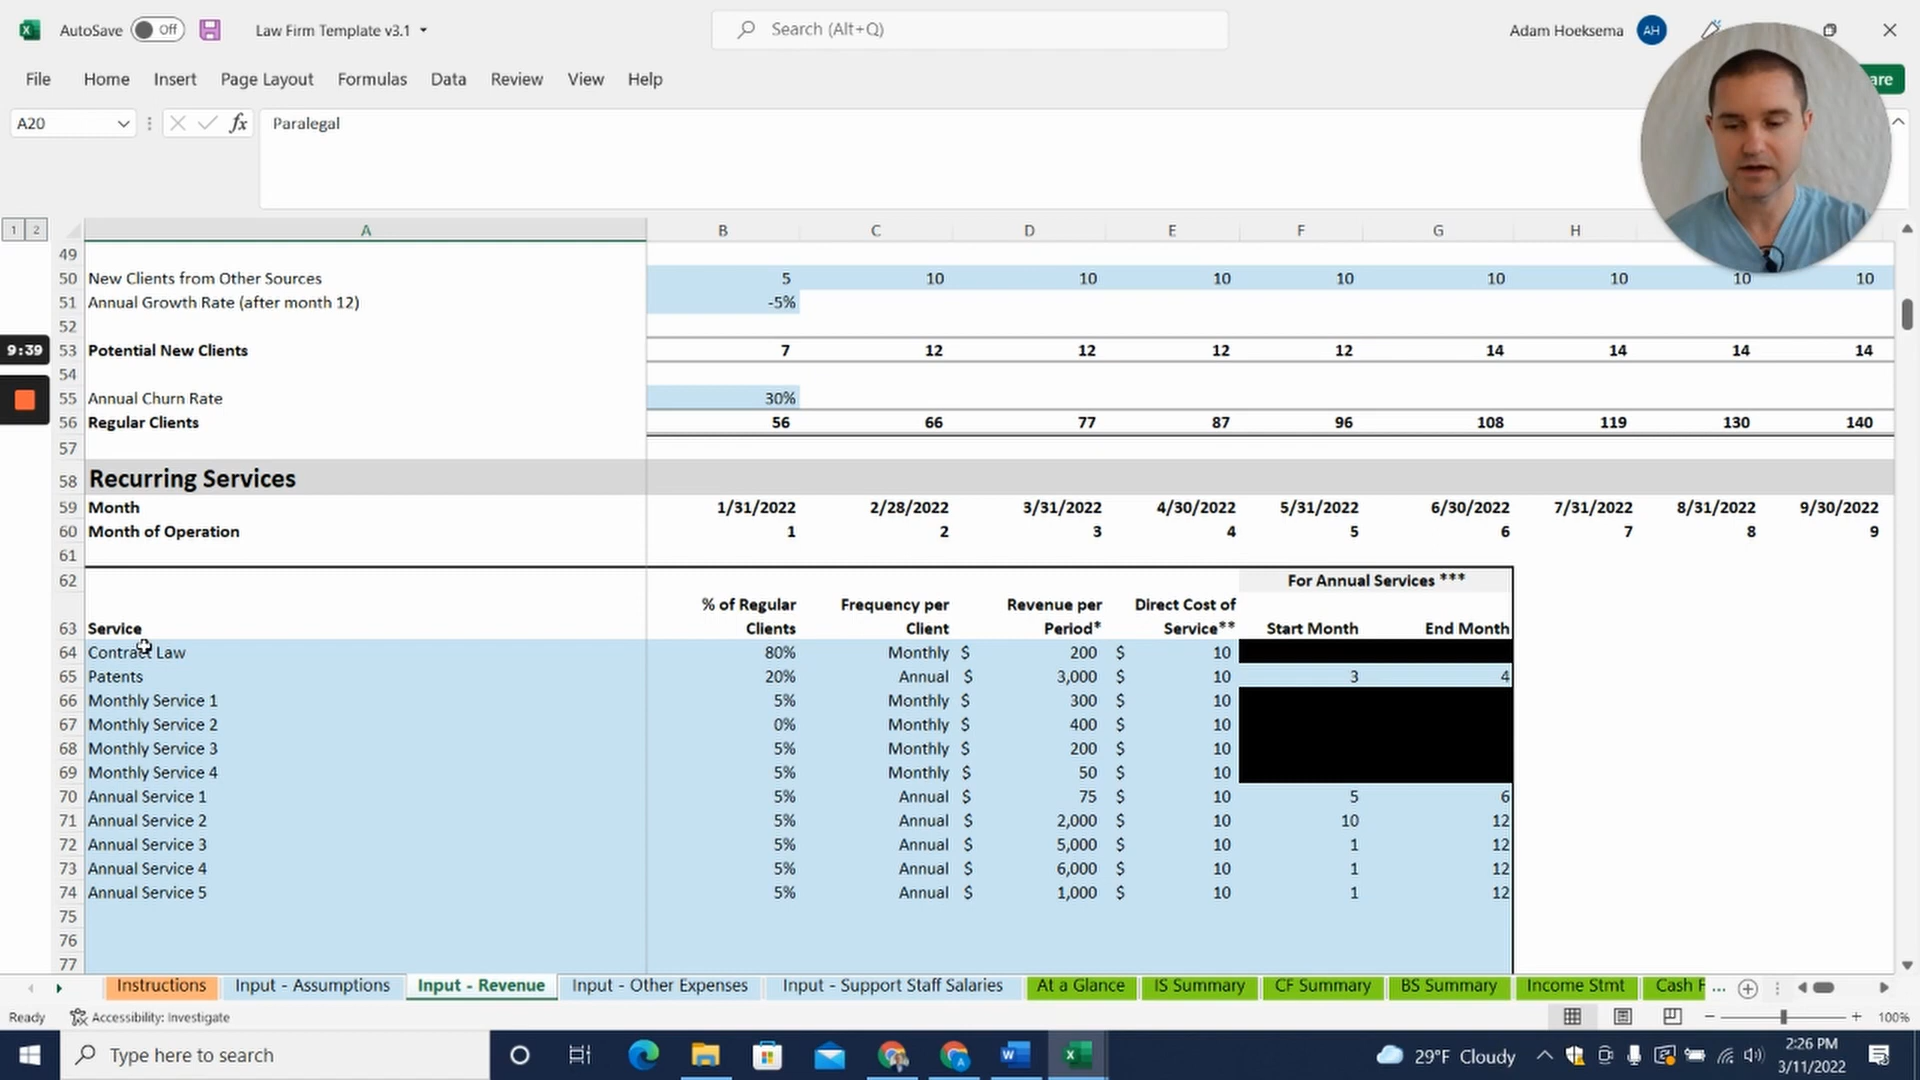 AutoSave Off Law Firm Template v3.1 Search (Alt+Q) Adam Hoeksema AH
File Home Insert Page Layout Formulas Data Review View Help are
A20 fx Paralegal
1 2 A B C D E F G H
49
50 New Clients from Other Sources 5 10 10 10 10 10 10 10 10
51 Annual Growth Rate (after month 12) -5%
52
9:39
53 Potential New Clients 7 12 12 12 12 14 14 14 14
54
55 Annual Churn Rate 30%
56 Regular Clients 56 66 77 87 96 108 119 130 140
57
58 Recurring Services
59 Month 1/31/2022 2/28/2022 3/31/2022 4/30/2022 5/31/2022 6/30/2022 7/31/2022 8/31/2022 9/30/2022
60 Month of Operation 1 2 3 4 5 6 7 8 9
61
62 For Annual Services ***
% of Regular Frequency per Revenue per Direct Cost of
63 Service Clients Client Period* Service** Start Month End Month
64 Contract Law 80% Monthly $ 200 $ 10
65 Patents 20% Annual $ 3,000 $ 10 3 4
66 Monthly Service 1 5% Monthly $ 300 $ 10
67 Monthly Service 2 0% Monthly $ 400 $ 10
68 Monthly Service 3 5% Monthly $ 200 $ 10
69 Monthly Service 4 5% Monthly $ 50 $ 10
70 Annual Service 1 5% Annual $ 75 $ 10 5 6
71 Annual Service 2 5% Annual $ 2,000 $ 10 10 12
72 Annual Service 3 5% Annual $ 5,000 $ 10 1 12
73 Annual Service 4 5% Annual $ 6,000 $ 10 1 12
74 Annual Service 5 5% Annual $ 1,000 $ 10 1 12
75
76
77
Instructions Input - Assumptions Input - Revenue Input - Other Expenses Input - Support Staff Salaries At a Glance IS Summary CF Summary BS Summary Income Stmt Cash F ...
Ready Accessibility: Investigate 100%
Type here to search 29°F Cloudy 2:26 PM
3/11/2022